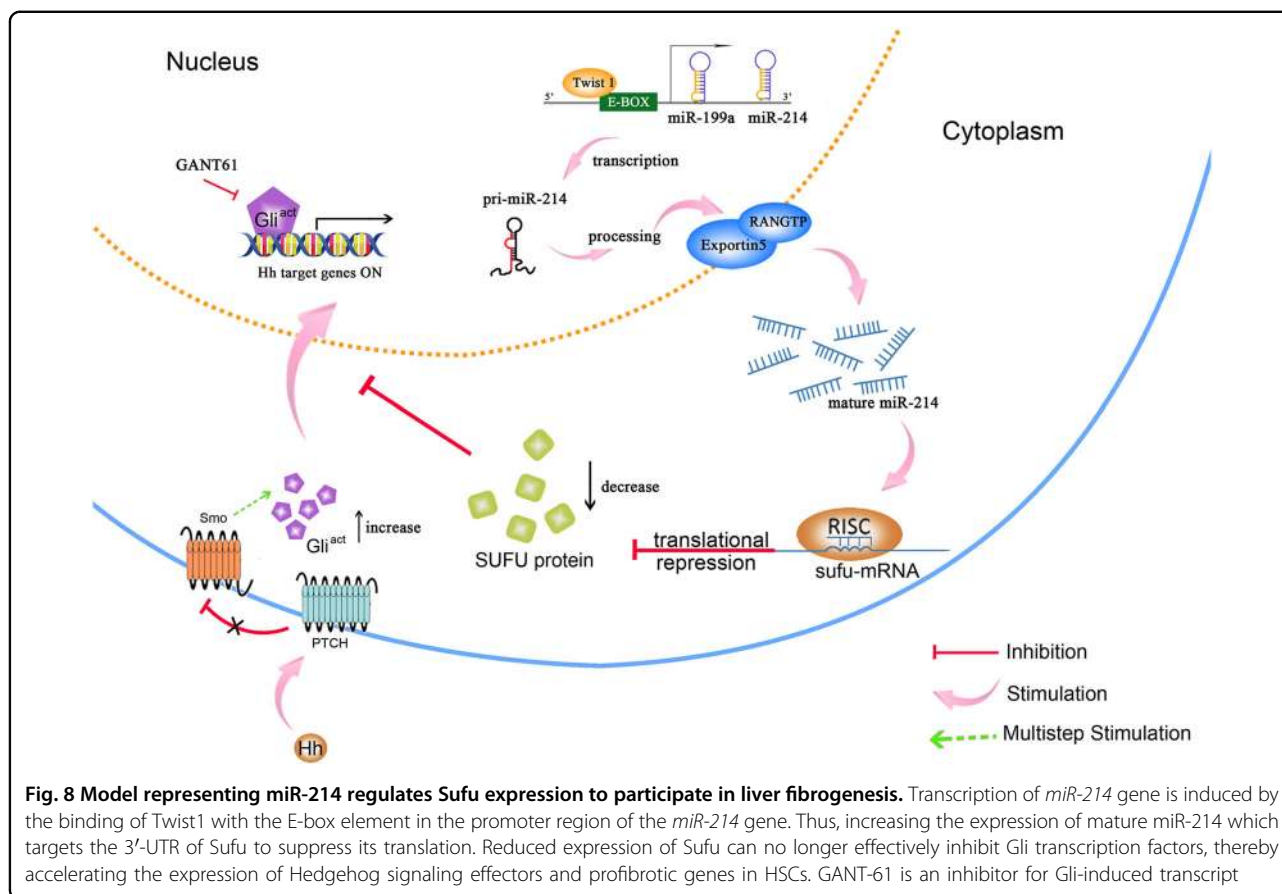 Nucleus
Twist 1
5'
E-BOX
3'
miR-199a
miR-214
Cytoplasm
transcription
GANT61
pri-miR-214
RANGTP
Gli act
processing
Exportin5
Hh target genes ON
mature miR-214
decrease
Smo
RISC
increase
Gli act
translational
repression
SUFU protein
sufu-mRNA
PTCH
Inhibition
Stimulation
Hh
Multistep Stimulation
Fig. 8 Model representing miR-214 regulates Sufu expression to participate in liver fibrogenesis. Transcription of miR-214 gene is induced by
the binding of Twist1 with the E-box element in the promoter region of the miR-214 gene. Thus, increasing the expression of mature miR-214 which
targets the 3′-UTR of Sufu to suppress its translation. Reduced expression of Sufu can no longer effectively inhibit Gli transcription factors, thereby
accelerating the expression of Hedgehog signaling effectors and profibrotic genes in HSCs. GANT-61 is an inhibitor for Gli-induced transcript